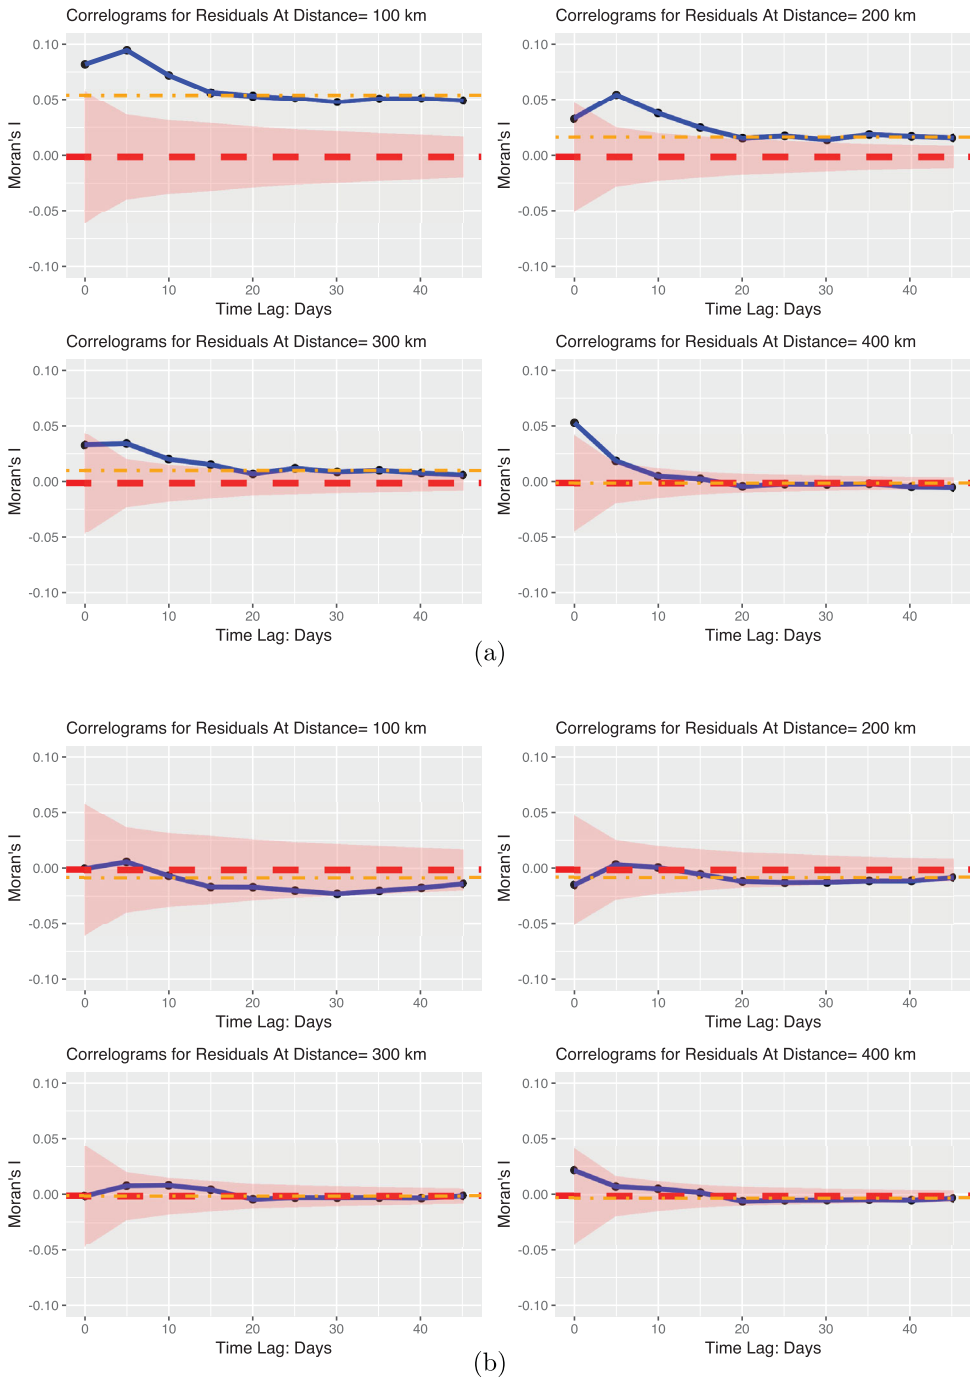 Correlograms for Residuals At Distance= 100 km
0.10
0.05
0.00
-0.05
-0.10
Moran's I
0 10 20 30 40
Time Lag: Days
Correlograms for Residuals At Distance= 200 km
0.10
0.05
0.00
-0.05
-0.10
Moran's I
0 10 20 30 40
Time Lag: Days
Correlograms for Residuals At Distance= 300 km
0.10
0.05
0.00
-0.05
-0.10
Moran's I
0 10 20 30 40
Time Lag: Days
Correlograms for Residuals At Distance= 400 km
0.10
0.05
0.00
-0.05
-0.10
Moran's I
0 10 20 30 40
Time Lag: Days
(a)
Correlograms for Residuals At Distance= 100 km
0.10
0.05
0.00
-0.05
-0.10
Moran's I
0 10 20 30 40
Time Lag: Days
Correlograms for Residuals At Distance= 200 km
0.10
0.05
0.00
-0.05
-0.10
Moran's I
0 10 20 30 40
Time Lag: Days
Correlograms for Residuals At Distance= 300 km
0.10
0.05
0.00
-0.05
-0.10
Moran's I
0 10 20 30 40
Time Lag: Days
Correlograms for Residuals At Distance= 400 km
0.10
0.05
0.00
-0.05
-0.10
Moran's I
0 10 20 30 40
Time Lag: Days
(b)